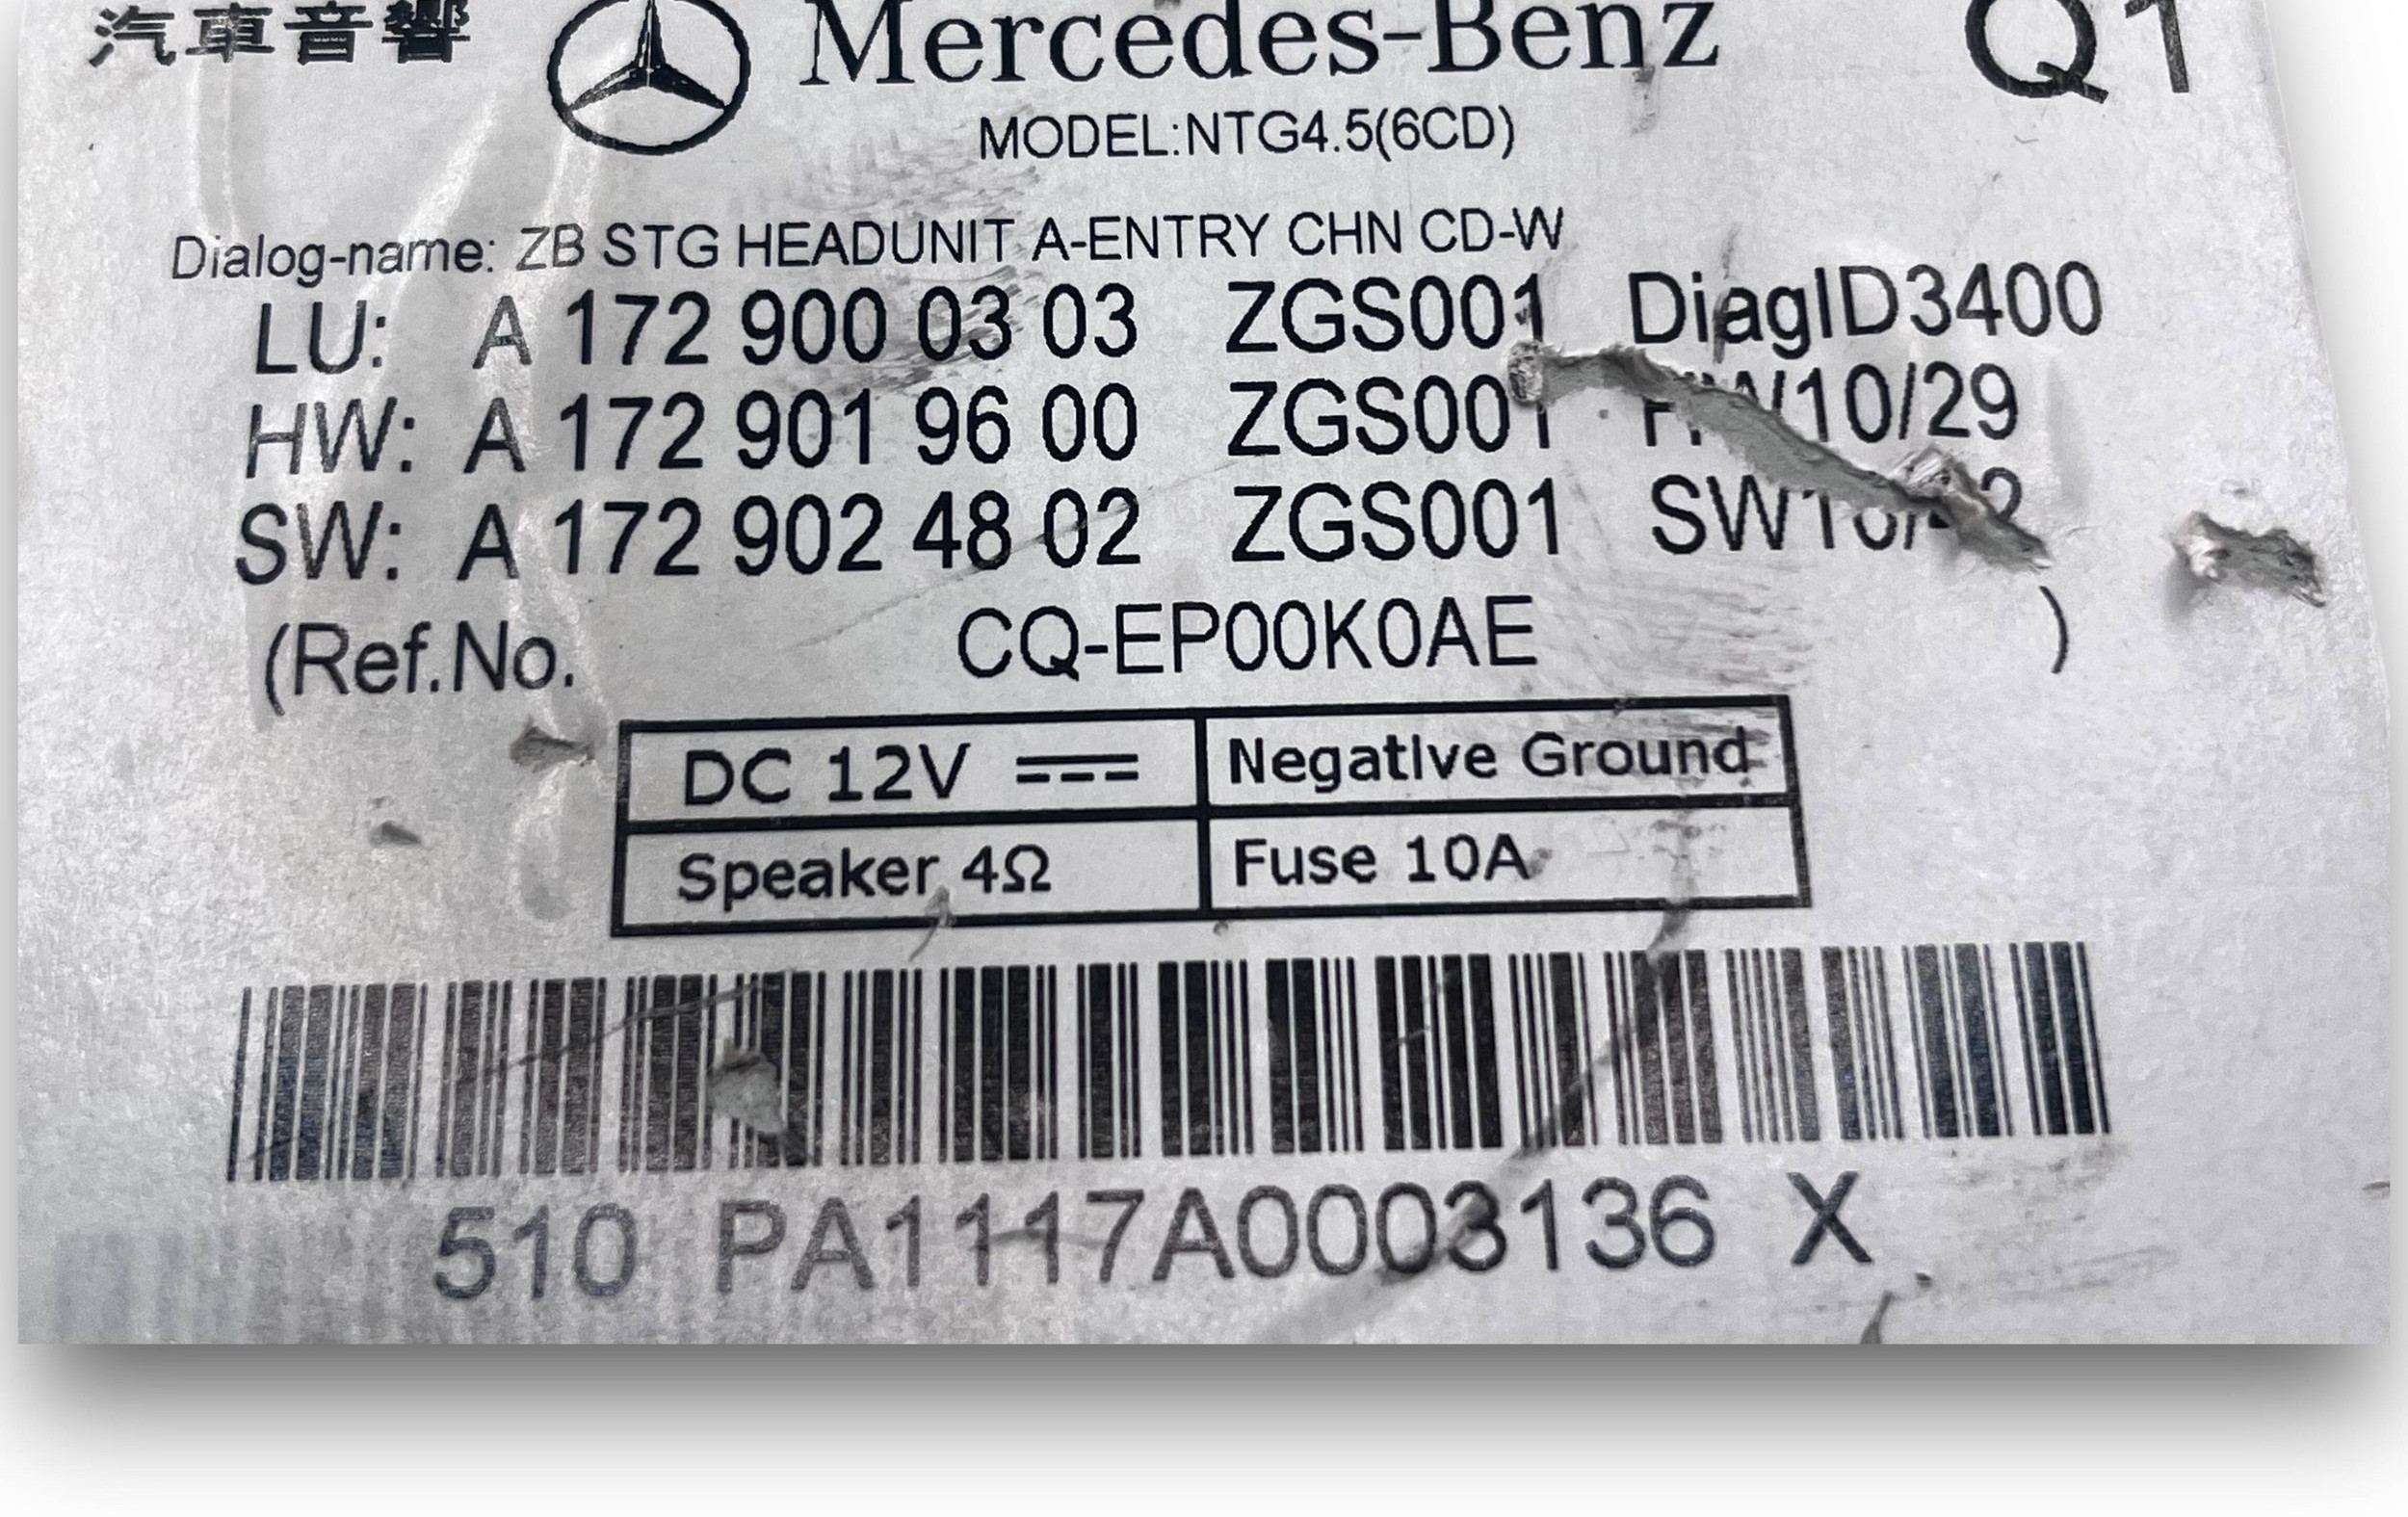 汽車音響 Mercedes-Benz Q1
MODEL:NTG4.5(6CD)
Dialog-name: ZB STG HEADUNIT A-ENTRY CHN CD-W
LU: A 172 900 03 03 ZGS001 DiagID3400
HW: A 172 901 96 00 ZGS001
SW: A 172 902 48 02 ZGS001
(Ref.No. CQ-EP00K0AE )
DC 12V ⎓ Negative Ground
Speaker 4Ω Fuse 10A
510 PA1117A0003136 X